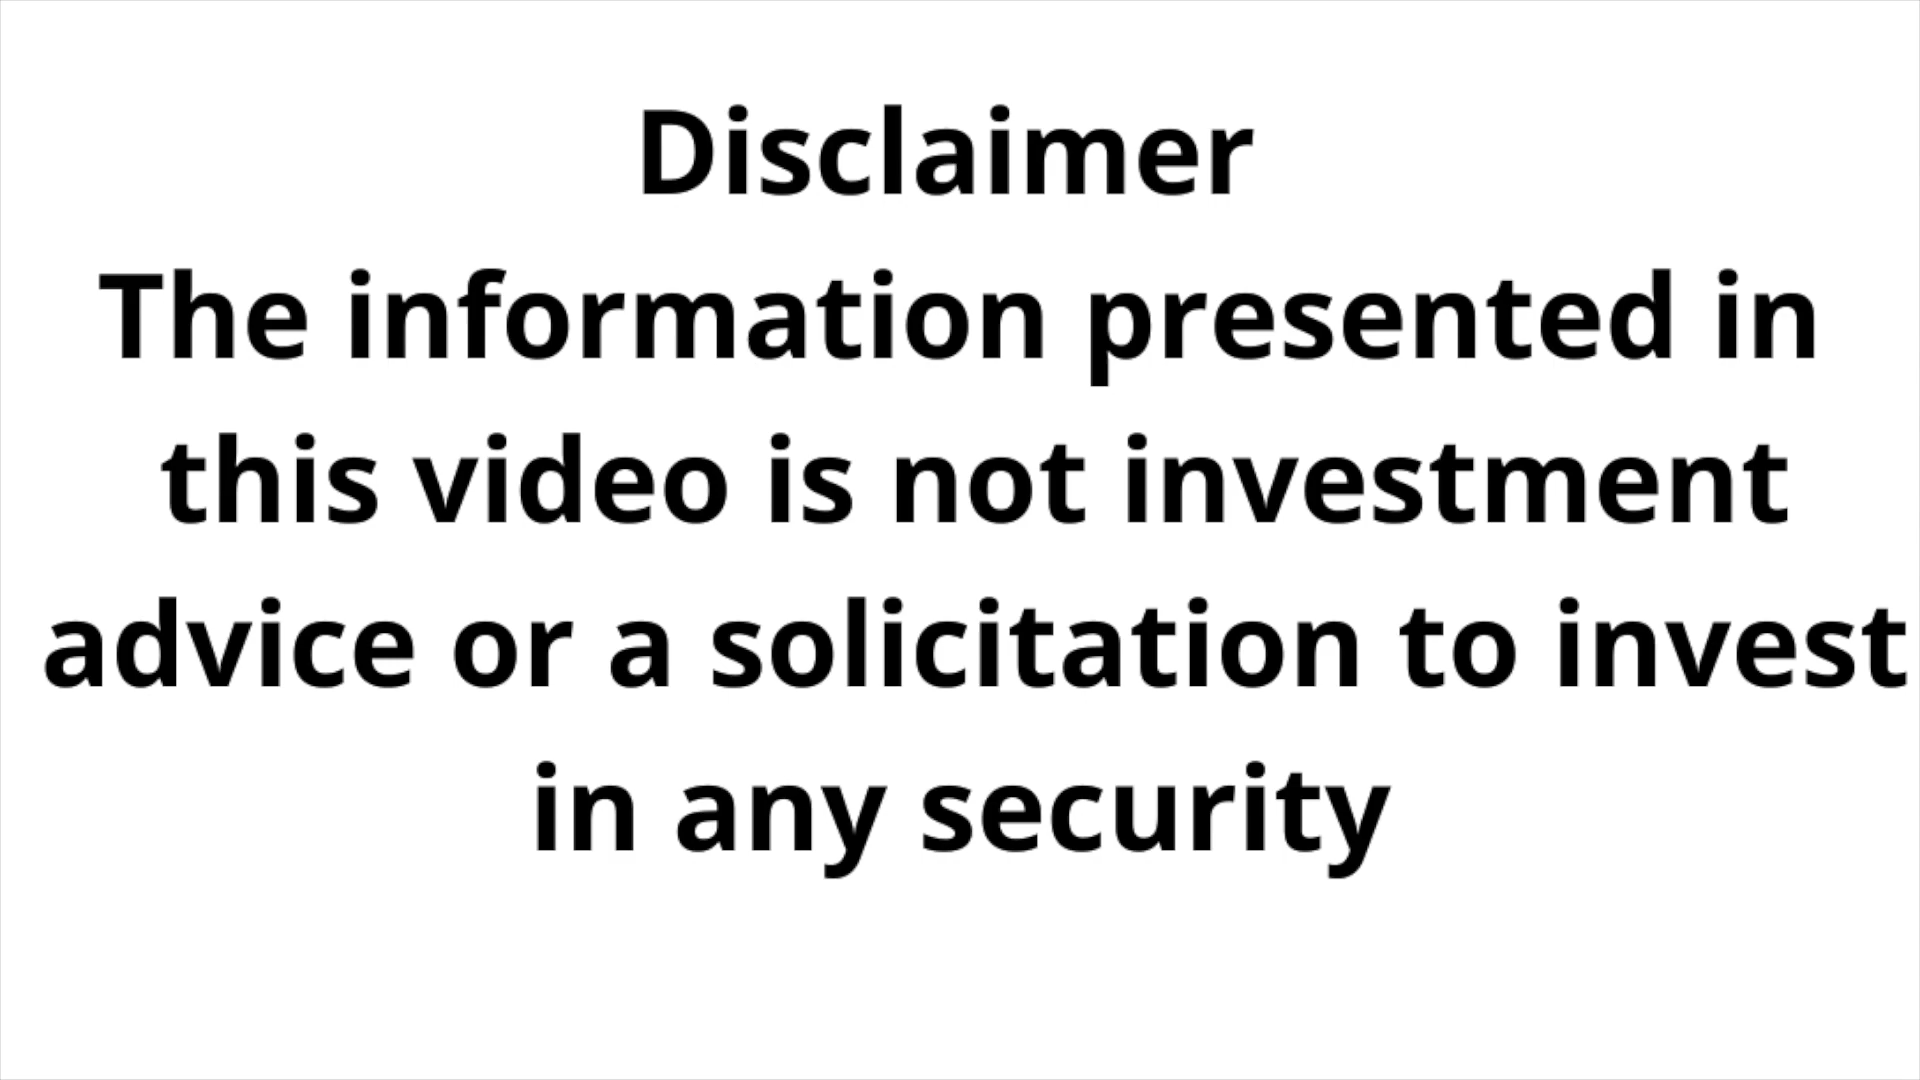 Disclaimer
The information presented in
this video is not investment
advice or a solicitation to invest
in any security